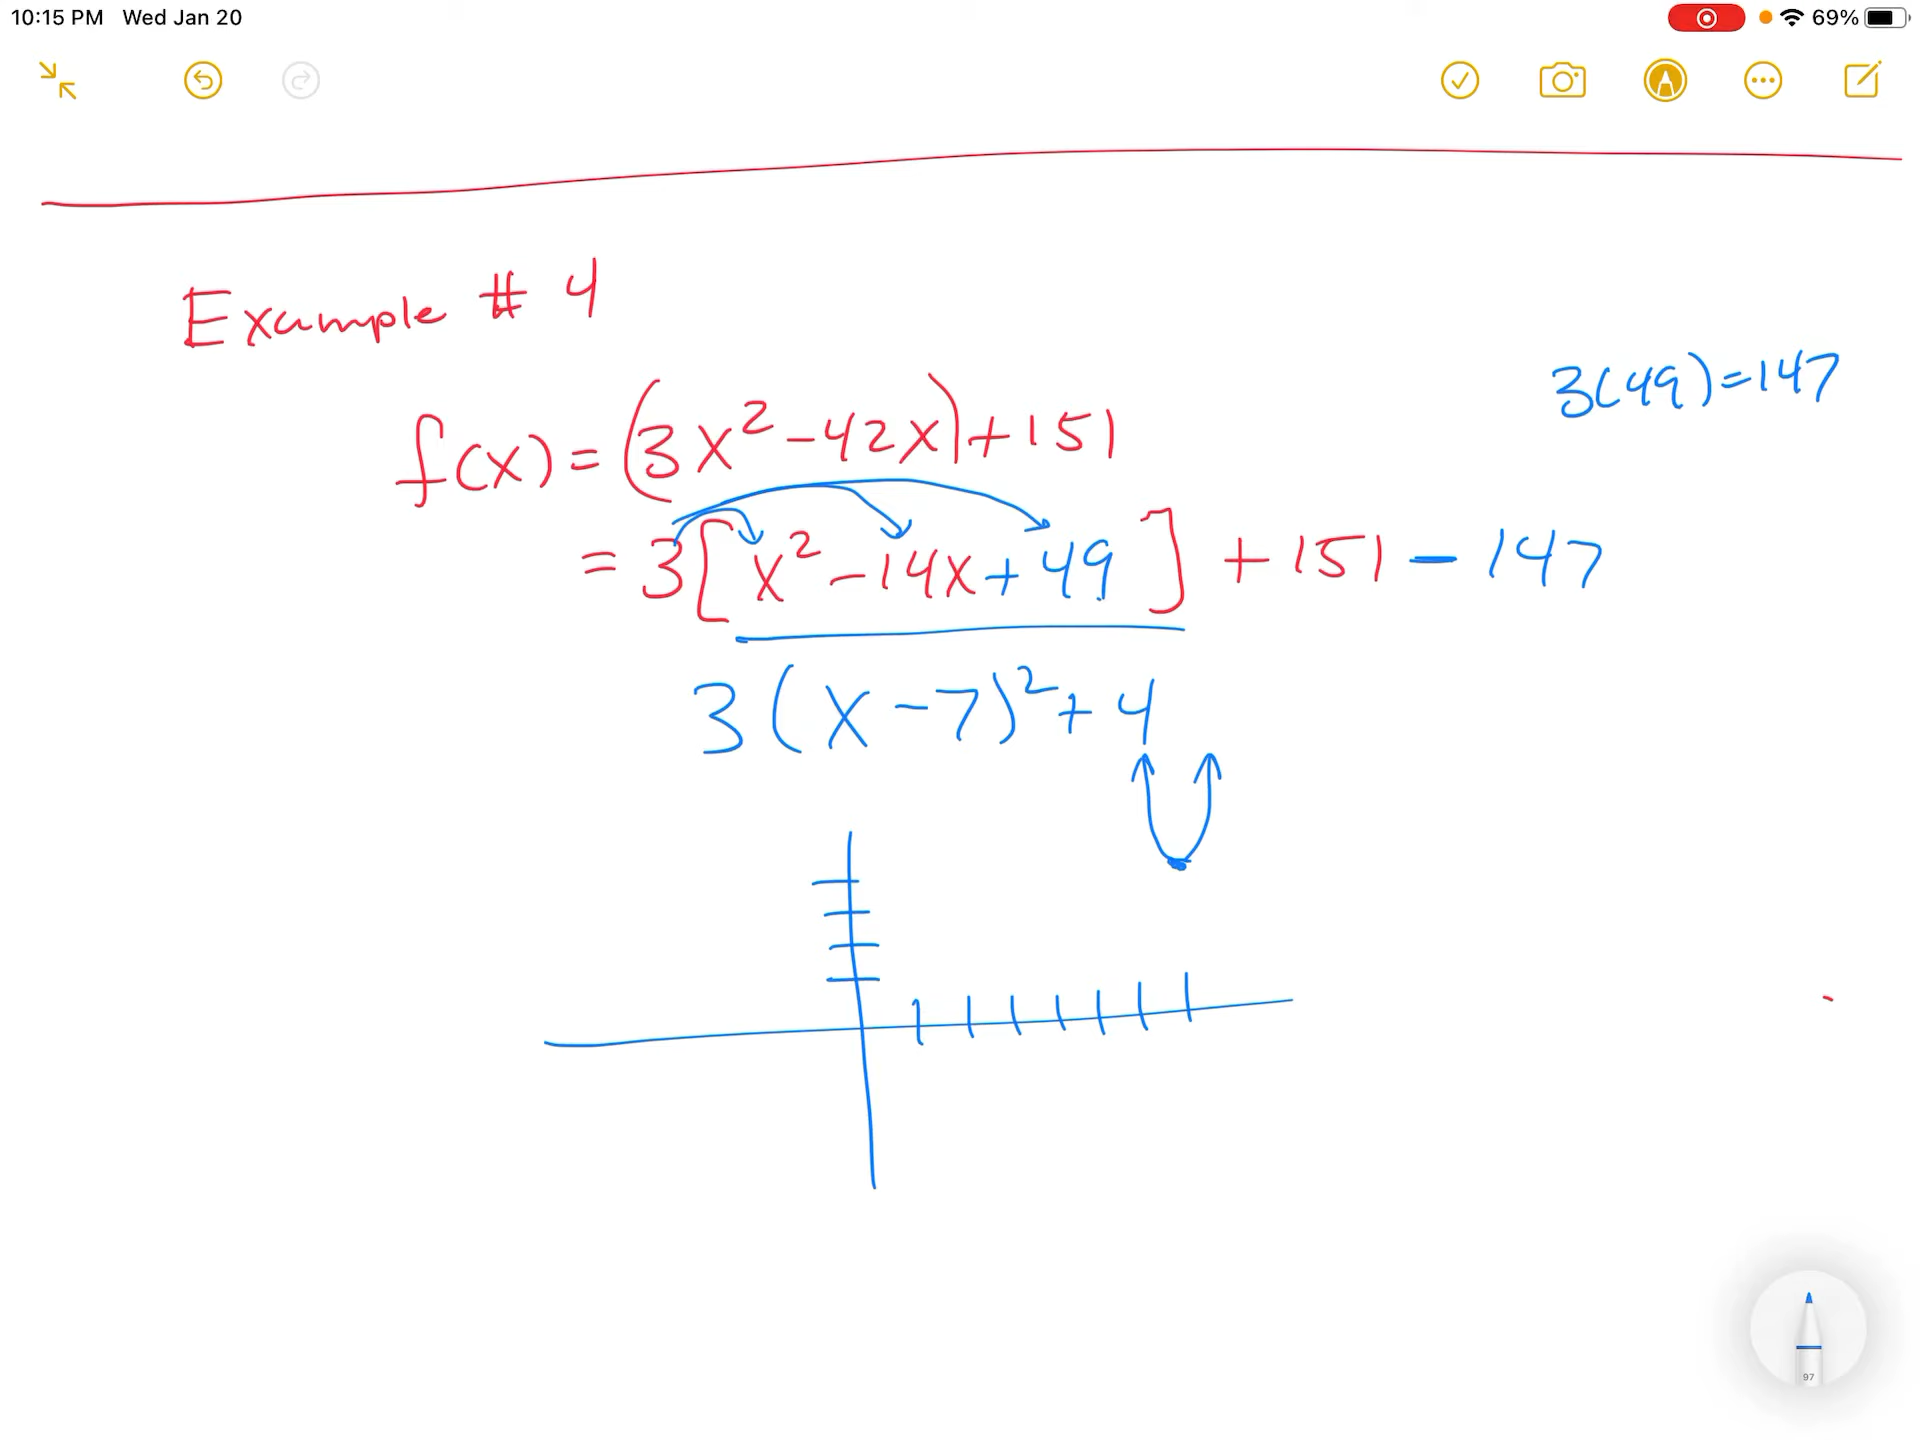 10:15 PM Wed Jan 20
69%
Example # 4
3(49)=147
f(x)=(3x²-42x)+151
=3[x²-14x+49]+151-147
3(x-7)²+4
97